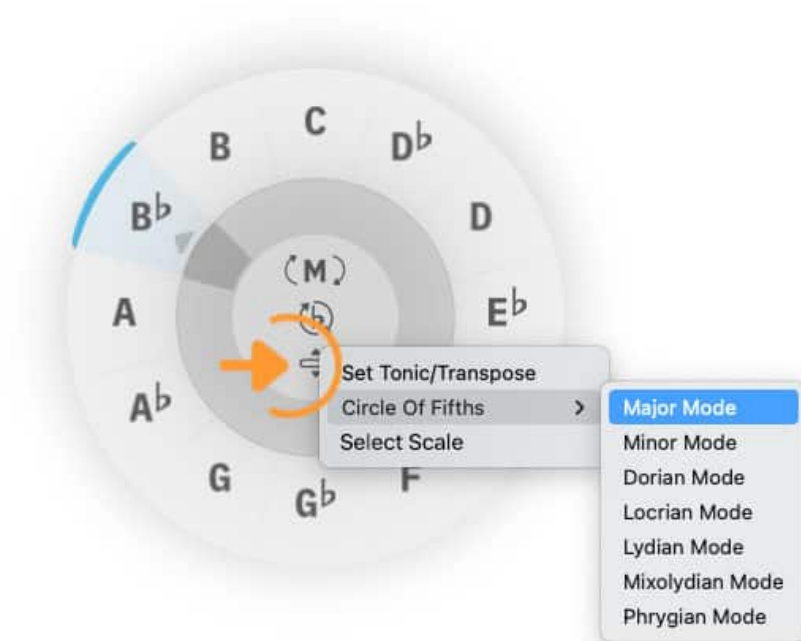 C
B
D♭
B♭
D
(M)
A
(b)
E♭
Set Tonic/Transpose
Circle Of Fifths >
Select Scale
A♭
G
G♭
F
Major Mode
Minor Mode
Dorian Mode
Locrian Mode
Lydian Mode
Mixolydian Mode
Phrygian Mode